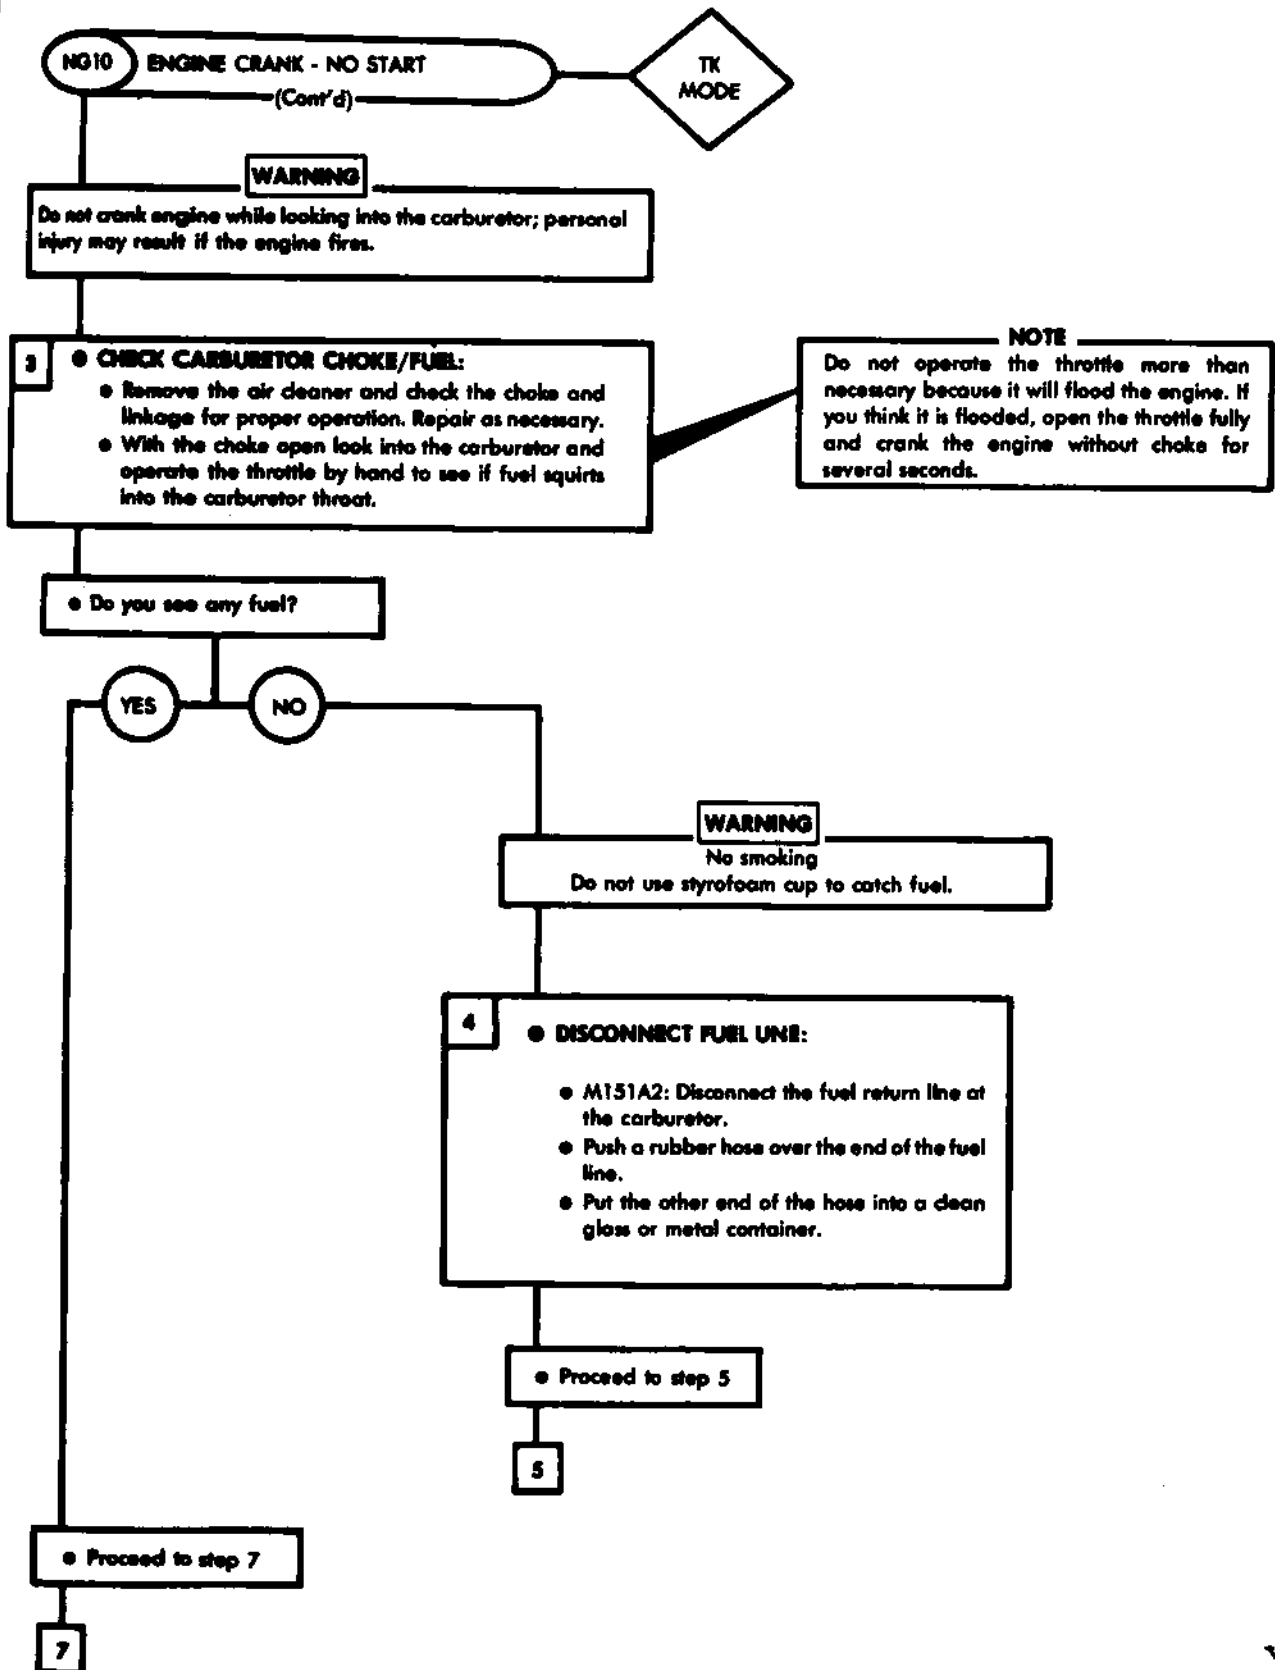 NG10 ENGINE CRANK - NO START
(Cont'd)
TK
MODE
WARNING
Do not crank engine while looking into the carburetor; personal
injury may result if the engine fires.
3
● CHECK CARBURETOR CHOKE/FUEL:
● Remove the air cleaner and check the choke and
linkage for proper operation. Repair as necessary.
● With the choke open look into the carburetor and
operate the throttle by hand to see if fuel squirts
into the carburetor throat.
NOTE
Do not operate the throttle more than
necessary because it will flood the engine. If
you think it is flooded, open the throttle fully
and crank the engine without choke for
several seconds.
● Do you see any fuel?
YES
NO
WARNING
No smoking
Do not use styrofoam cup to catch fuel.
4
● DISCONNECT FUEL LINE:
● M151A2: Disconnect the fuel return line at
the carburetor.
● Push a rubber hose over the end of the fuel
line.
● Put the other end of the hose into a clean
glass or metal container.
● Proceed to step 5
5
● Proceed to step 7
7